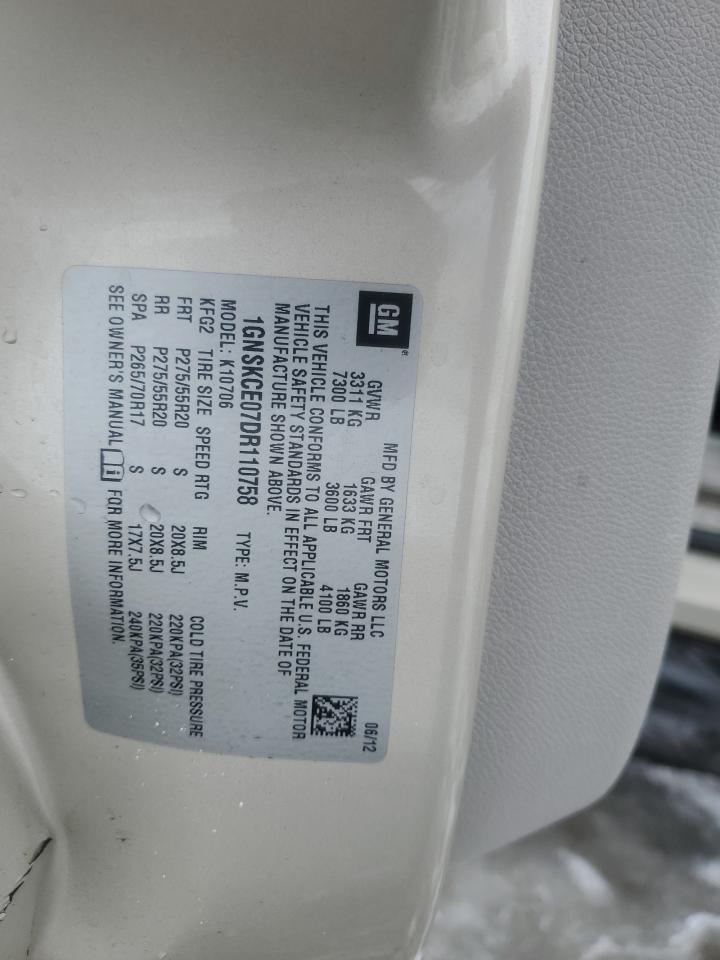 GM
MFD BY GENERAL MOTORS LLC 06/12
GVWR GAWR FRT GAWR RR
3311 KG 1633 KG 1860 KG
7300 LB 3600 LB 4100 LB
THIS VEHICLE CONFORMS TO ALL APPLICABLE U.S. FEDERAL MOTOR
VEHICLE SAFETY STANDARDS IN EFFECT ON THE DATE OF
MANUFACTURE SHOWN ABOVE.
1GNSKCE07DR110758 TYPE: M.P.V.
MODEL: K10706
KFG2 TIRE SIZE SPEED RTG RIM COLD TIRE PRESSURE
FRT P275/55R20 S 20X8.5J 220KPA(32PSI)
RR P275/55R20 S 20X8.5J 220KPA(32PSI)
SPA P265/70R17 S 17X7.5J 240KPA(35PSI)
SEE OWNER'S MANUAL FOR MORE INFORMATION.